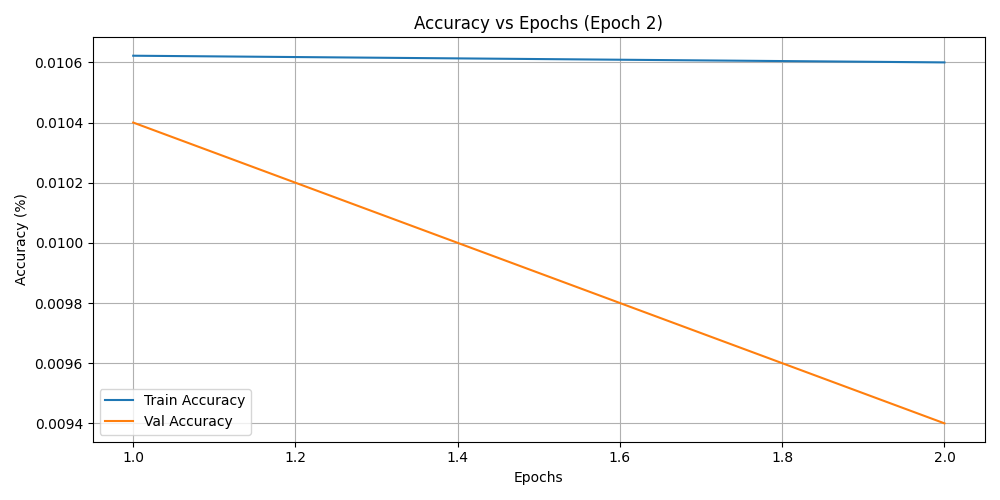 Accuracy vs Epochs (Epoch 2)
Accuracy (%)
0.0106
0.0104
0.0102
0.0100
0.0098
0.0096
0.0094
Train Accuracy
Val Accuracy
1.0 1.2 1.4 1.6 1.8 2.0
Epochs